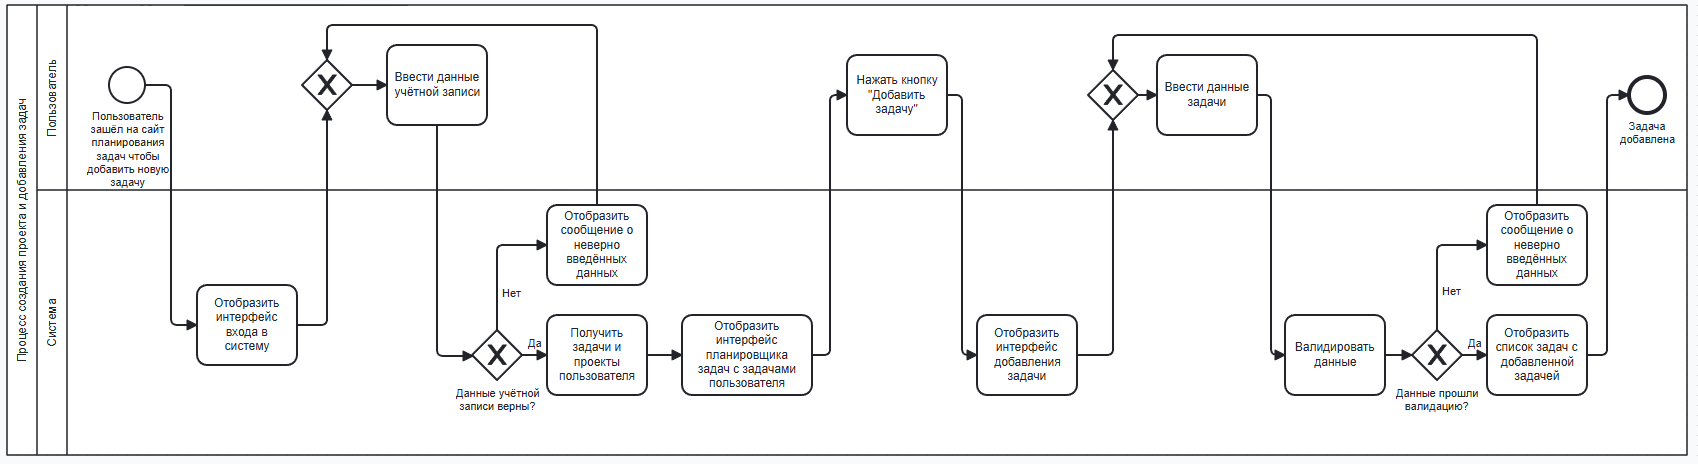 Процесс создания проекта и добавления задач
Пользователь
Система
Пользователь
зашёл на сайт
планирования
задач чтобы
добавить новую
задачу
Отобразить
интерфейс
входа в
систему
Ввести данные
учётной записи
Данные учётной
записи верны?
Нет
Да
Отобразить
сообщение о
неверно
введённых
данных
Получить
задачи и
проекты
пользователя
Отобразить
интерфейс
планировщика
задач с задачами
пользователя
Нажать кнопку
"Добавить
задачу"
Отобразить
интерфейс
добавления
задачи
Ввести данные
задачи
Валидировать
данные
Данные прошли
валидацию?
Нет
Да
Отобразить
сообщение о
неверно
введённых
данных
Отобразить
список задач с
добавленной
задачей
Задача
добавлена